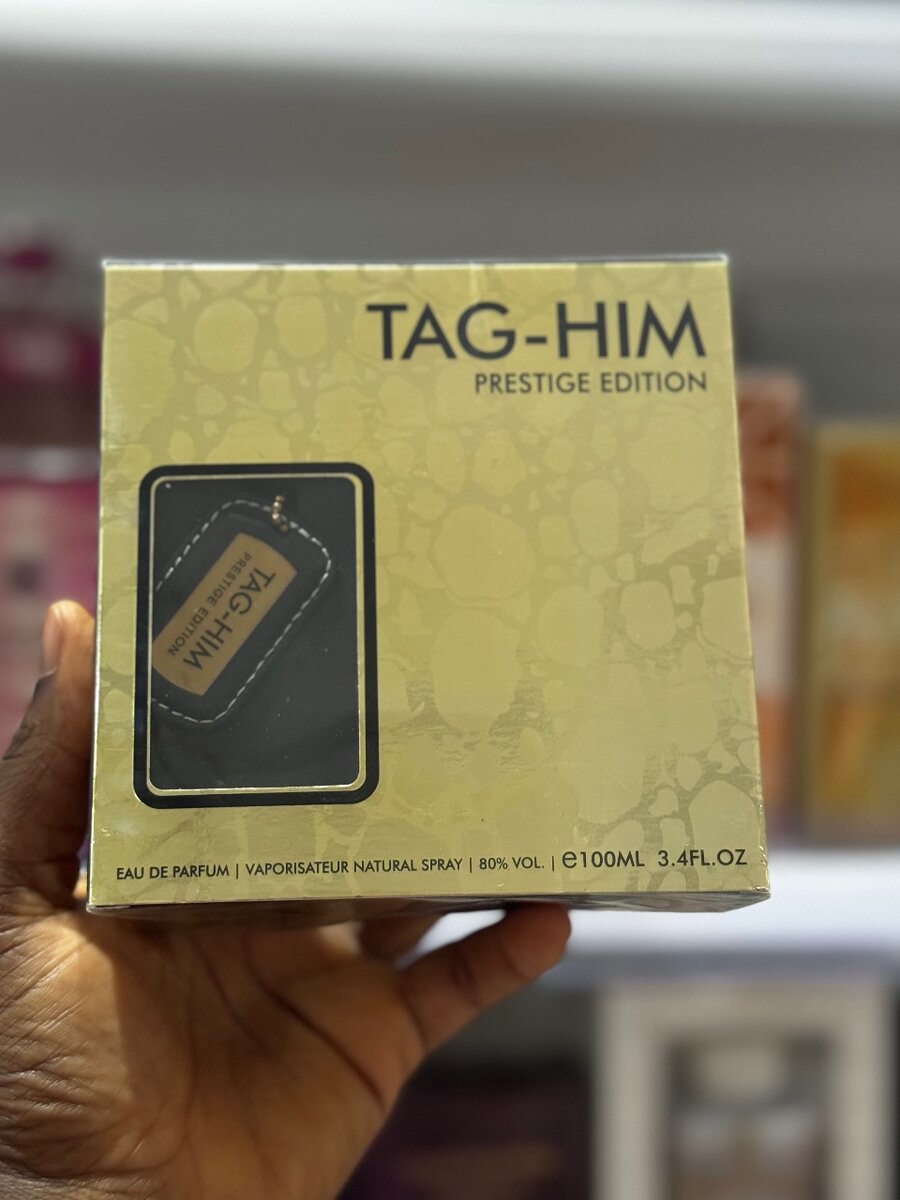 TAG-HIM
PRESTIGE EDITION
TAG-HIM
PRESTIGE EDITION
EAU DE PARFUM | VAPORISATEUR NATURAL SPRAY | 80% VOL. | ℮100ML 3.4FL.OZ